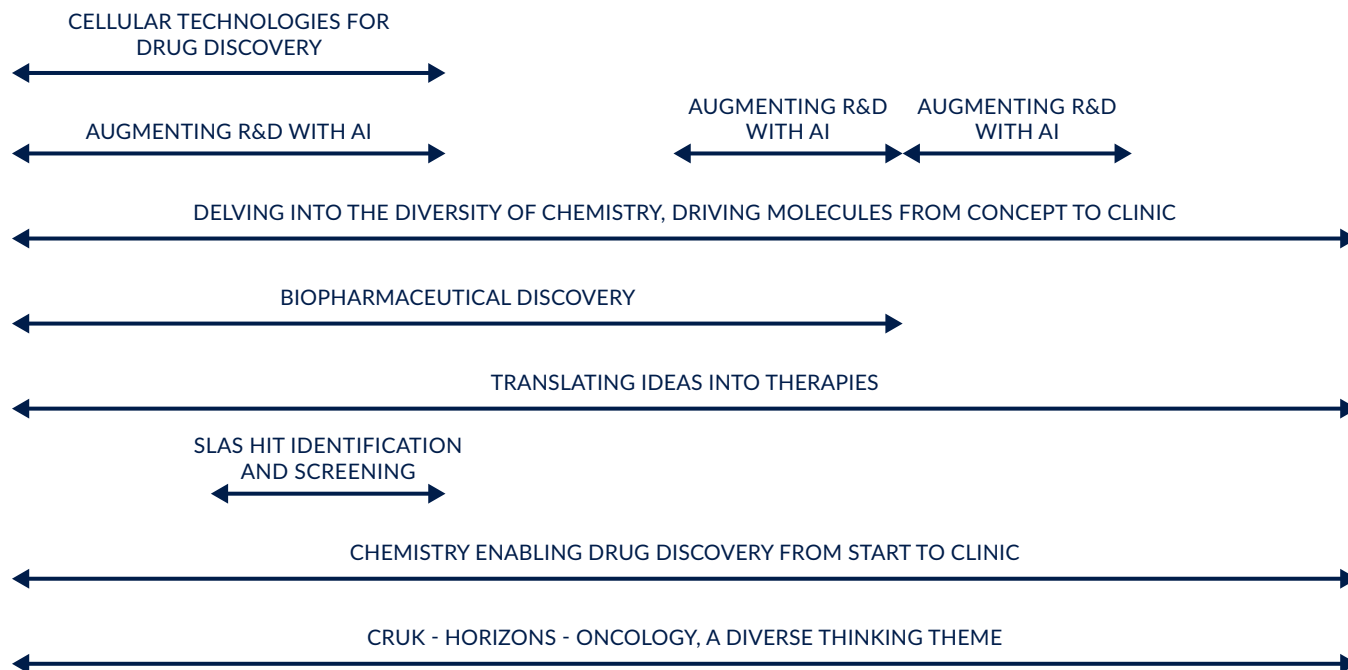 CELLULAR TECHNOLOGIES FOR
DRUG DISCOVERY
AUGMENTING R&D WITH AI
AUGMENTING R&D
WITH AI
AUGMENTING R&D
WITH AI
DELVING INTO THE DIVERSITY OF CHEMISTRY, DRIVING MOLECULES FROM CONCEPT TO CLINIC
BIOPHARMACEUTICAL DISCOVERY
TRANSLATING IDEAS INTO THERAPIES
SLAS HIT IDENTIFICATION
AND SCREENING
CHEMISTRY ENABLING DRUG DISCOVERY FROM START TO CLINIC
CRUK - HORIZONS - ONCOLOGY, A DIVERSE THINKING THEME